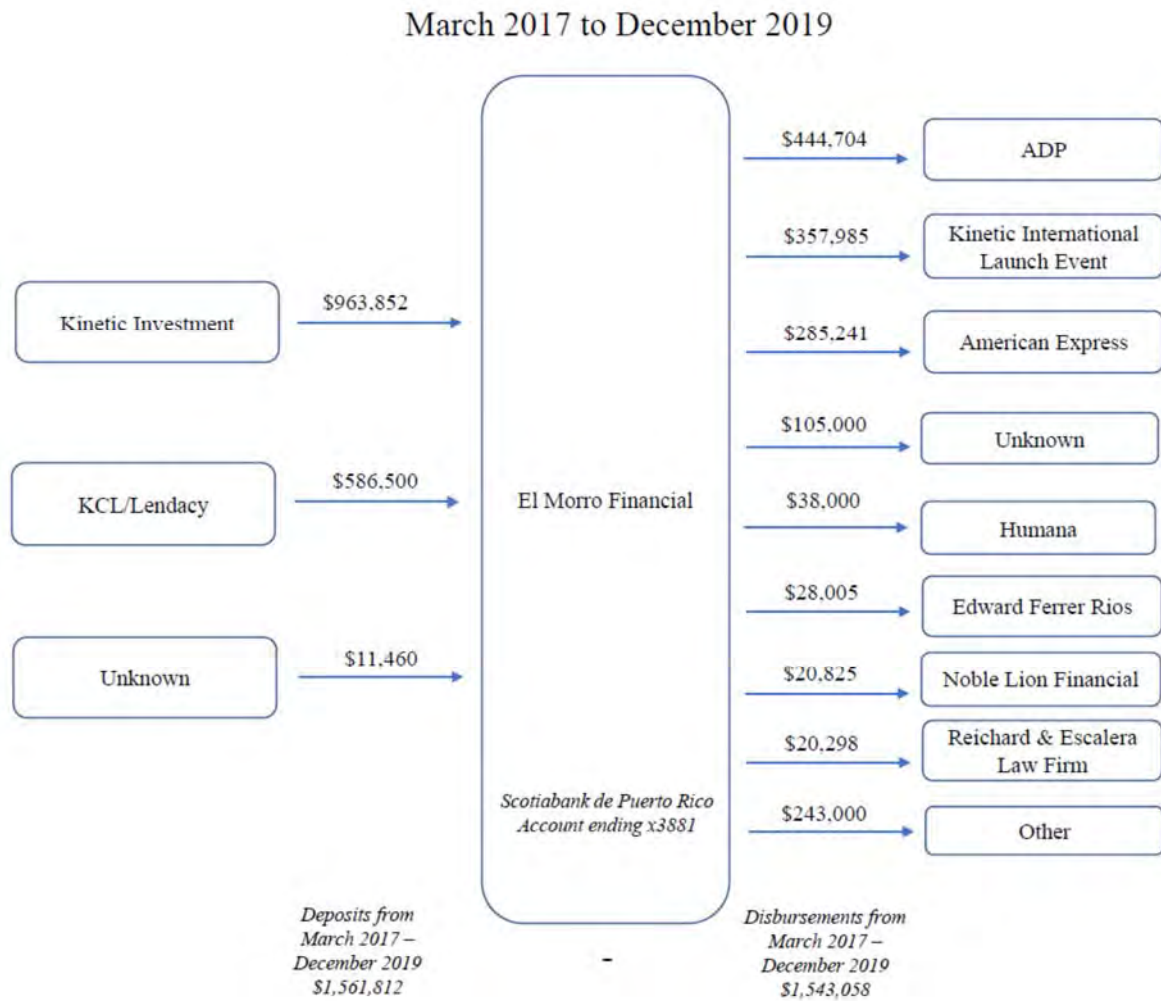 March 2017 to December 2019
Kinetic Investment
$963,852
KCL/Lendacy
$586,500
Unknown
$11,460
El Morro Financial
Scotiabank de Puerto Rico
Account ending x3881
$444,704
ADP
$357,985
Kinetic International
Launch Event
$285,241
American Express
$105,000
Unknown
$38,000
Humana
$28,005
Edward Ferrer Rios
$20,825
Noble Lion Financial
$20,298
Reichard & Escalera
Law Firm
$243,000
Other
Deposits from
March 2017 –
December 2019
$1,561,812
-
Disbursements from
March 2017 –
December 2019
$1,543,058